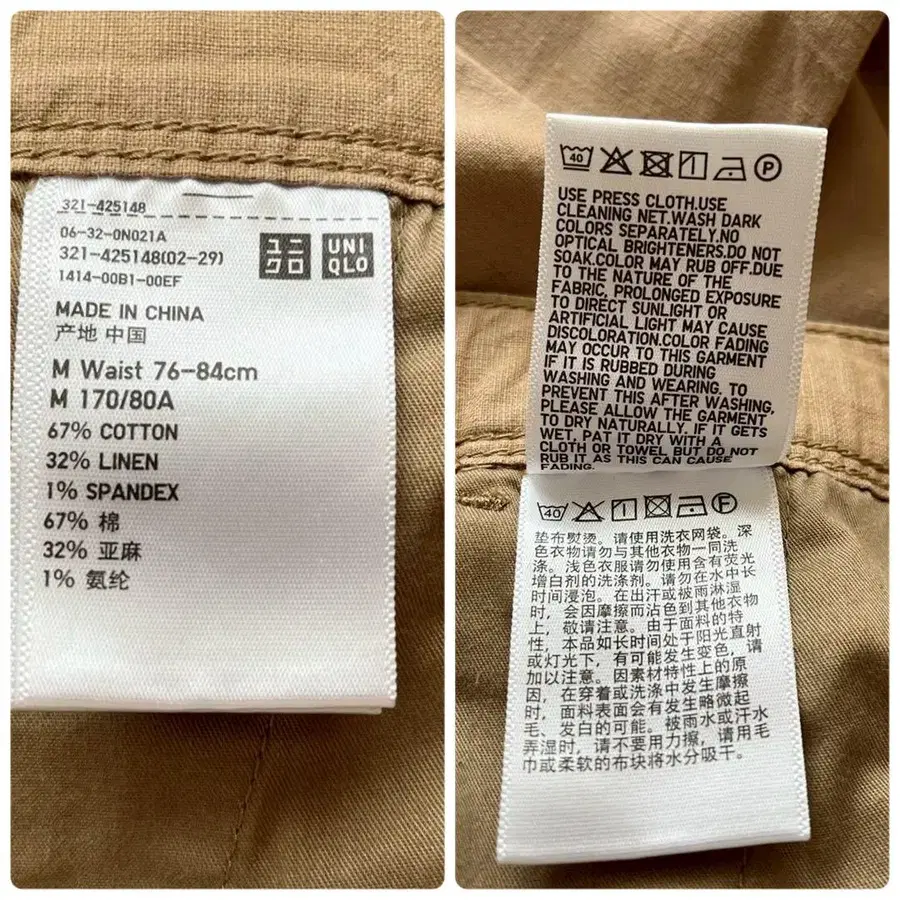 321-425148
06-32-0N021A
321-425148(02-29)
1414-00B1-00EF
ユニ
クロ
UNI
QLO
MADE IN CHINA
产地 中国
M Waist 76-84cm
M 170/80A
67% COTTON
32% LINEN
1% SPANDEX
67% 棉
32% 亚麻
1% 氨纶
40
P
USE PRESS CLOTH.USE
CLEANING NET.WASH DARK
COLORS SEPARATELY.NO
OPTICAL BRIGHTENERS.DO NOT
SOAK.COLOR MAY RUB OFF.DUE
TO THE NATURE OF THE
FABRIC, PROLONGED EXPOSURE
TO DIRECT SUNLIGHT OR
ARTIFICIAL LIGHT MAY CAUSE
DISCOLORATION.COLOR FADING
MAY OCCUR TO THIS GARMENT
IF IT IS RUBBED DURING
WASHING AND WEARING. TO
PREVENT THIS AFTER WASHING,
PLEASE ALLOW THE GARMENT
TO DRY NATURALLY. IF IT GETS
WET, PAT IT DRY WITH A
CLOTH OR TOWEL BUT DO NOT
RUB IT AS THIS CAN CAUSE
FADING.
40
F
垫布熨烫。请使用洗衣网袋。深
色衣物请勿与其他衣物一同洗
涤。浅色衣服请勿使用含有荧光
增白剂的洗涤剂。请勿在水中长
时间浸泡。在出汗或被雨淋湿
时，会因摩擦而沾色到其他衣物
上，敬请注意。由于面料的特
性，本品如长时间处于阳光直射
或灯光下，有可能发生变色，请
加以注意。因素材特性上的原
因，在穿着或洗涤中发生摩擦
时，面料表面会有发生略微起
毛、发白的可能。被雨水或汗水
弄湿时，请不要用力擦，请用毛
巾或柔软的布块将水分吸干。